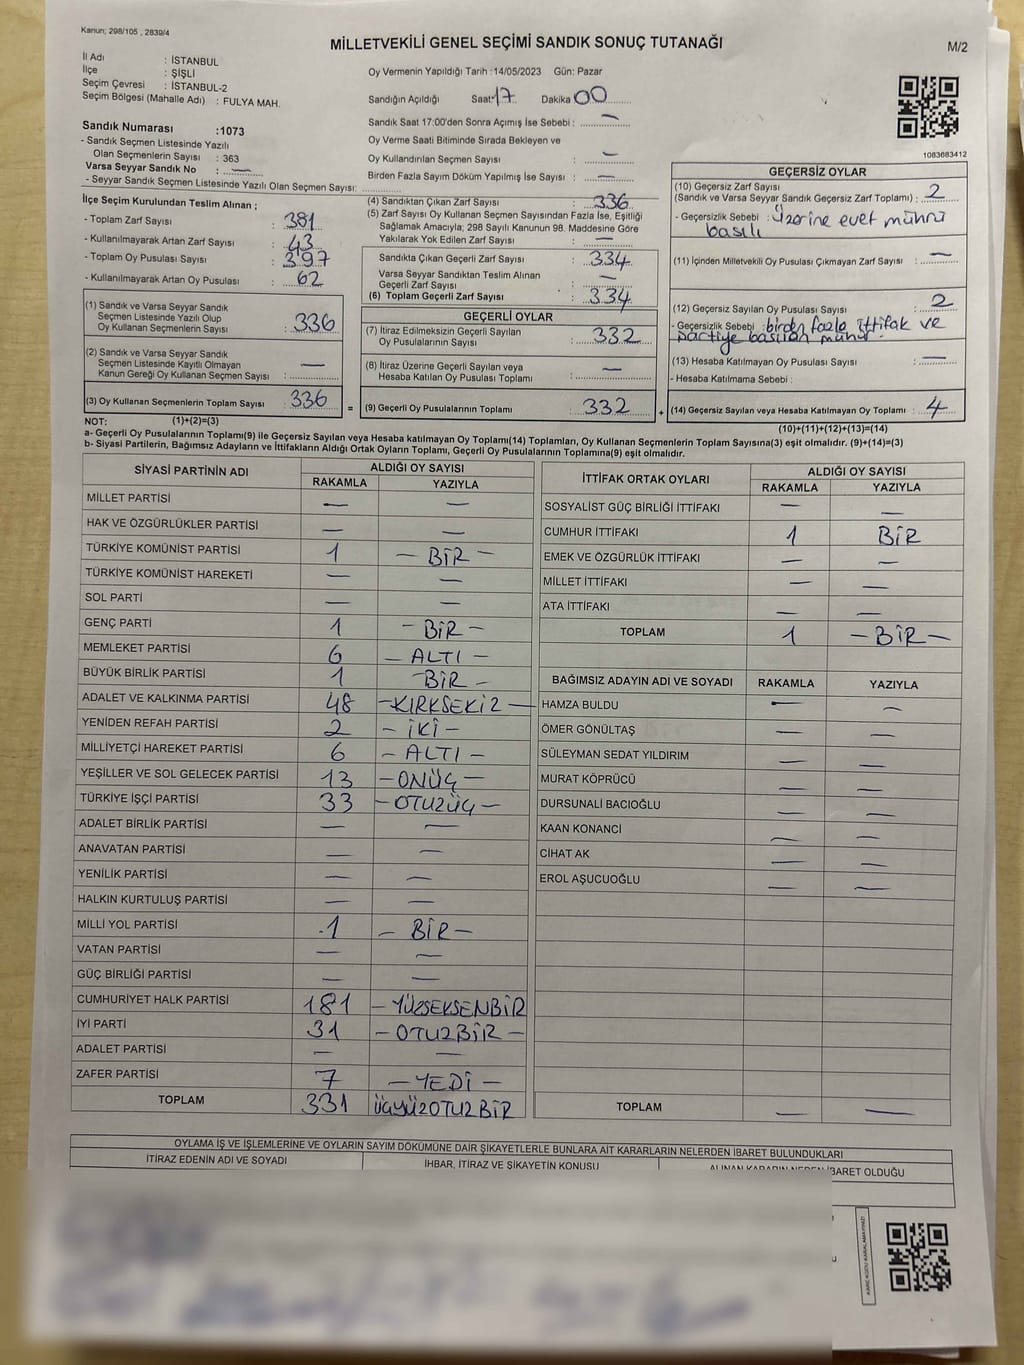 Kanun; 298/105 , 2839/4
MİLLETVEKİLİ GENEL SEÇİMİ SANDIK SONUÇ TUTANAĞI
M/2
İl Adı : İSTANBUL
İlçe : ŞİŞLİ
Seçim Çevresi : İSTANBUL-2
Seçim Bölgesi (Mahalle Adı) : FULYA MAH.
Oy Vermenin Yapıldığı Tarih :14/05/2023 Gün: Pazar
Sandığın Açıldığı Saat 17 Dakika 00
Sandık Saat 17:00'den Sonra Açımış İse Sebebi : —
Oy Verme Saati Bitiminde Sırada Bekleyen ve
Oy Kullandırılan Seçmen Sayısı : —
Birden Fazla Sayım Döküm Yapılmış İse Sayısı : —
1083683412
Sandık Numarası :1073
- Sandık Seçmen Listesinde Yazılı
Olan Seçmenlerin Sayısı : 363
Varsa Seyyar Sandık No : —
- Seyyar Sandık Seçmen Listesinde Yazılı Olan Seçmen Sayısı:
İlçe Seçim Kurulundan Teslim Alınan ;
- Toplam Zarf Sayısı : 381
- Kullanılmayarak Artan Zarf Sayısı : 43
- Toplam Oy Pusulası Sayısı : 397
- Kullanılmayarak Artan Oy Pusulası : 62
(1) Sandık ve Varsa Seyyar Sandık
Seçmen Listesinde Yazılı Olup
Oy Kullanan Seçmenlerin Sayısı : 336
(2) Sandık ve Varsa Seyyar Sandık
Seçmen Listesinde Kayıtlı Olmayan
Kanun Gereği Oy Kullanan Seçmen Sayısı : —
(3) Oy Kullanan Seçmenlerin Toplam Sayısı : 336
(4) Sandıktan Çıkan Zarf Sayısı : 336
(5) Zarf Sayısı Oy Kullanan Seçmen Sayısından Fazla İse, Eşitliği
Sağlamak Amacıyla, 298 Sayılı Kanunun 98. Maddesine Göre
Yakılarak Yok Edilen Zarf Sayısı : —
Sandıkta Çıkan Geçerli Zarf Sayısı : 334
Varsa Seyyar Sandıktan Teslim Alınan
Geçerli Zarf Sayısı : —
(6) Toplam Geçerli Zarf Sayısı : 334
GEÇERLİ OYLAR
(7) İtiraz Edilmeksizin Geçerli Sayılan
Oy Pusulalarının Sayısı : 332
(8) İtiraz Üzerine Geçerli Sayılan veya
Hesaba Katılan Oy Pusulası Toplamı : —
= (9) Geçerli Oy Pusulalarının Toplamı : 332
GEÇERSİZ OYLAR
(10) Geçersiz Zarf Sayısı
(Sandık ve Varsa Seyyar Sandık Geçersiz Zarf Toplamı) : 2
- Geçersizlik Sebebi : üzerine evet mührü
basılı
(11) İçinden Milletvekili Oy Pusulası Çıkmayan Zarf Sayısı : —
(12) Geçersiz Sayılan Oy Pusulası Sayısı : 2
- Geçersizlik Sebebi : birden fazla ittifak ve
partiye basılan mühür.
(13) Hesaba Katılmayan Oy Pusulası Sayısı : —
- Hesaba Katılmama Sebebi :
+ (14) Geçersiz Sayılan veya Hesaba Katılmayan Oy Toplamı : 4
NOT: (1)+(2)=(3)
(10)+(11)+(12)+(13)=(14)
a- Geçerli Oy Pusulalarının Toplamı(9) ile Geçersiz Sayılan veya Hesaba katılmayan Oy Toplamı(14) Toplamları, Oy Kullanan Seçmenlerin Toplam Sayısına(3) eşit olmalıdır. (9)+(14)=(3)
b- Siyasi Partilerin, Bağımsız Adayların ve İttifakların Aldığı Ortak Oyların Toplamı, Geçerli Oy Pusulalarının Toplamına(9) eşit olmalıdır.
SİYASİ PARTİNİN ADI ALDIĞI OY SAYISI
RAKAMLA YAZIYLA
MİLLET PARTİSİ — —
HAK VE ÖZGÜRLÜKLER PARTİSİ — —
TÜRKİYE KOMÜNİST PARTİSİ 1 - BİR -
TÜRKİYE KOMÜNİST HAREKETİ — —
SOL PARTİ — —
GENÇ PARTİ 1 - BİR -
MEMLEKET PARTİSİ 6 - ALTI -
BÜYÜK BİRLİK PARTİSİ 1 - BİR -
ADALET VE KALKINMA PARTİSİ 48 - KIRKSEKİZ -
YENİDEN REFAH PARTİSİ 2 - İKİ -
MİLLİYETÇİ HAREKET PARTİSİ 6 - ALTI -
YEŞİLLER VE SOL GELECEK PARTİSİ 13 - ONÜÇ -
TÜRKİYE İŞÇİ PARTİSİ 33 - OTUZÜÇ -
ADALET BİRLİK PARTİSİ — —
ANAVATAN PARTİSİ — —
YENİLİK PARTİSİ — —
HALKIN KURTULUŞ PARTİSİ — —
MİLLİ YOL PARTİSİ 1 - BİR -
VATAN PARTİSİ — —
GÜÇ BİRLİĞİ PARTİSİ — —
CUMHURİYET HALK PARTİSİ 181 - YÜZSEKSENBİR
İYİ PARTİ 31 - OTUZBİR -
ADALET PARTİSİ — —
ZAFER PARTİSİ 7 - YEDİ -
TOPLAM 331 ÜÇYÜZOTUZBİR
İTTİFAK ORTAK OYLARI ALDIĞI OY SAYISI
RAKAMLA YAZIYLA
SOSYALİST GÜÇ BİRLİĞİ İTTİFAKI — —
CUMHUR İTTİFAKI 1 BİR
EMEK VE ÖZGÜRLÜK İTTİFAKI — —
MİLLET İTTİFAKI — —
ATA İTTİFAKI — —
TOPLAM 1 - BİR -
BAĞIMSIZ ADAYIN ADI VE SOYADI RAKAMLA YAZIYLA
HAMZA BULDU — —
ÖMER GÖNÜLTAŞ — —
SÜLEYMAN SEDAT YILDIRIM — —
MURAT KÖPRÜCÜ — —
DURSUNALİ BACIOĞLU — —
KAAN KONANCİ — —
CİHAT AK — —
EROL AŞUCUOĞLU — —
TOPLAM — —
OYLAMA İŞ VE İŞLEMLERİNE VE OYLARIN SAYIM DÖKÜMÜNE DAİR ŞİKAYETLERLE BUNLARA AİT KARARLARIN NELERDEN İBARET BULUNDUKLARI
İTİRAZ EDENİN ADI VE SOYADI İHBAR, İTİRAZ VE ŞİKAYETİN KONUSU ALINAN KARARIN NEDEN İBARET OLDUĞU
KARE KODU KARALAMAYINIZ!